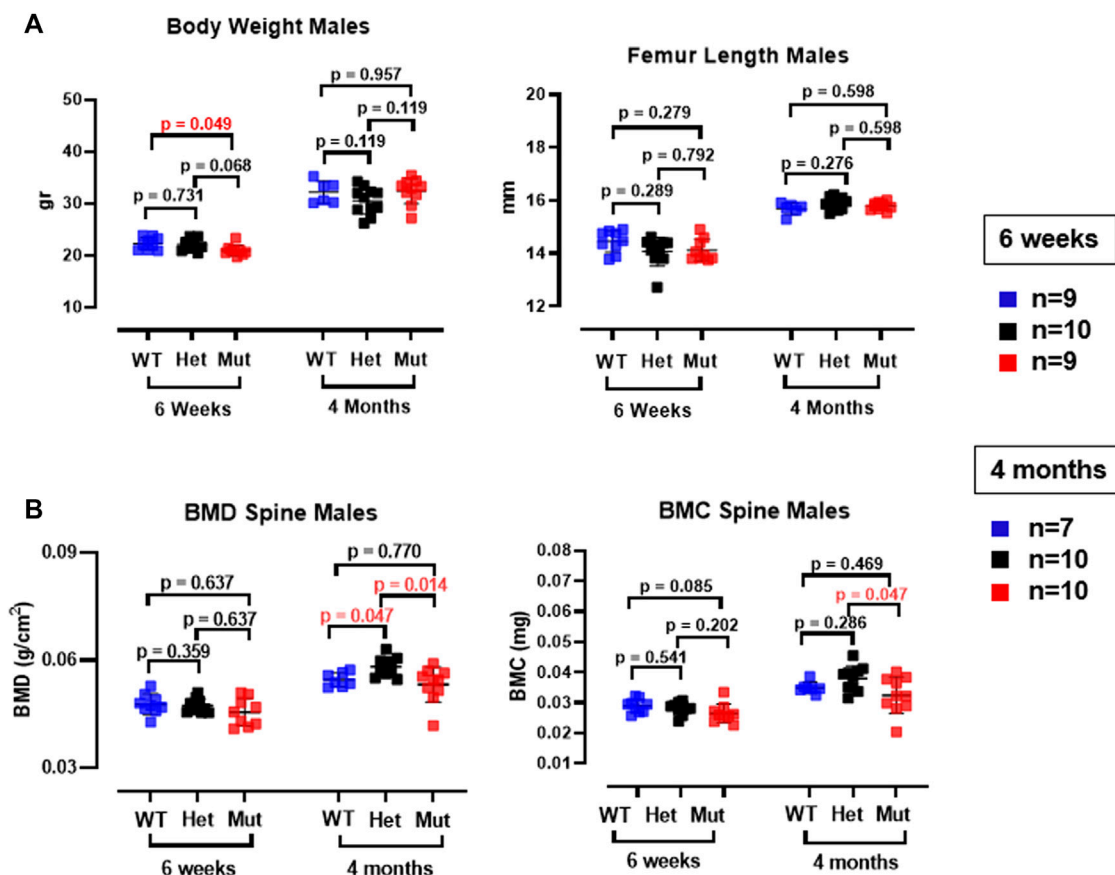 A
Body Weight Males
p = 0.957
p = 0.119
p = 0.049
p = 0.068
p = 0.119
p = 0.731
gr
50
40
30
20
10
WT Het Mut WT Het Mut
6 Weeks 4 Months
Femur Length Males
p = 0.598
p = 0.279
p = 0.598
p = 0.792
p = 0.276
p = 0.289
mm
20
18
16
14
12
WT Het Mut WT Het Mut
6 Weeks 4 Months
6 weeks
n=9
n=10
n=9
4 months
n=7
n=10
n=10
B
BMD Spine Males
p = 0.770
p = 0.637
p = 0.014
p = 0.637
p = 0.047
p = 0.359
BMD (g/cm²)
0.09
0.06
0.03
WT Het Mut WT Het Mut
6 weeks 4 months
BMC Spine Males
p = 0.469
p = 0.085
p = 0.047
p = 0.202
p = 0.286
p = 0.541
BMC (mg)
0.08
0.07
0.06
0.05
0.04
0.03
0.02
0.01
WT Het Mut WT Het Mut
6 weeks 4 months